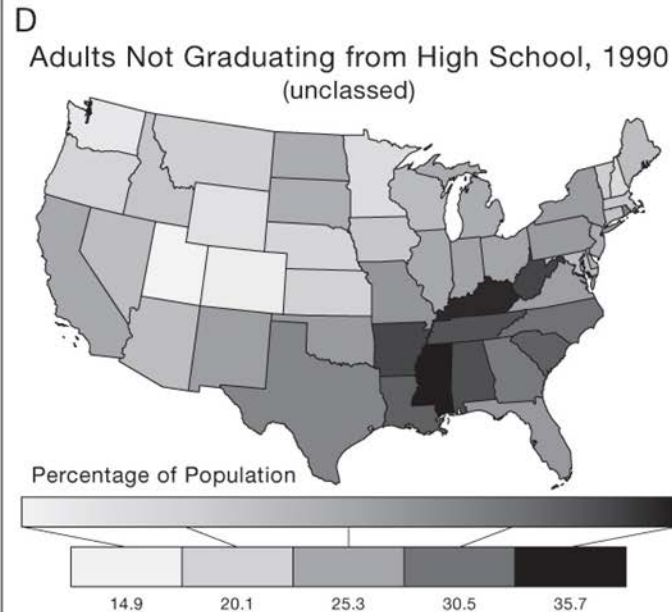 D
Adults Not Graduating from High School, 1990
(unclassed)
Percentage of Population
14.9 20.1 25.3 30.5 35.7